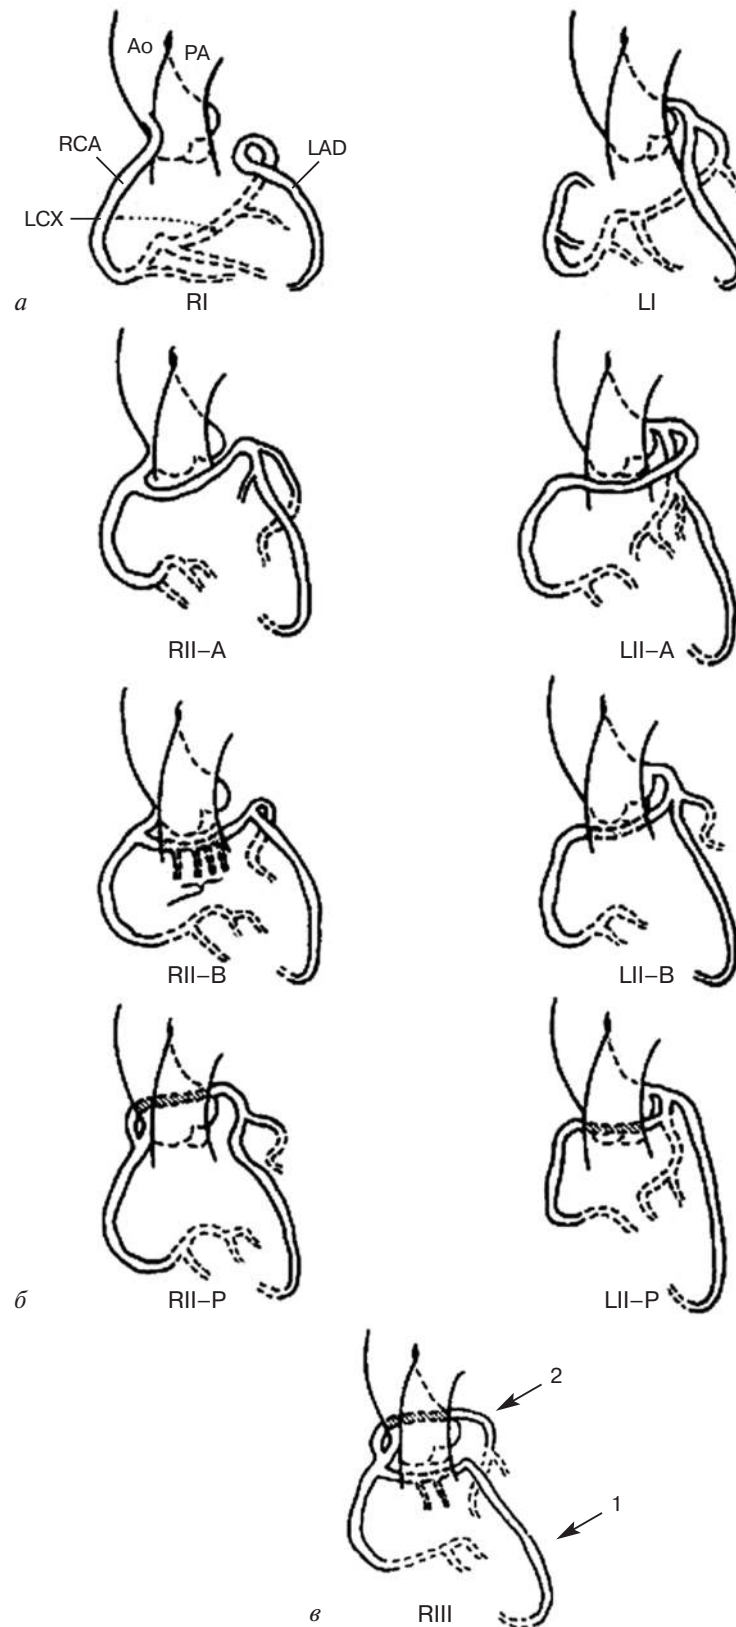 Ao PA
RCA LAD
LCX
а RI LI
RII–A LII–A
RII–B LII–B
б RII–P LII–P
2
1
в RIII